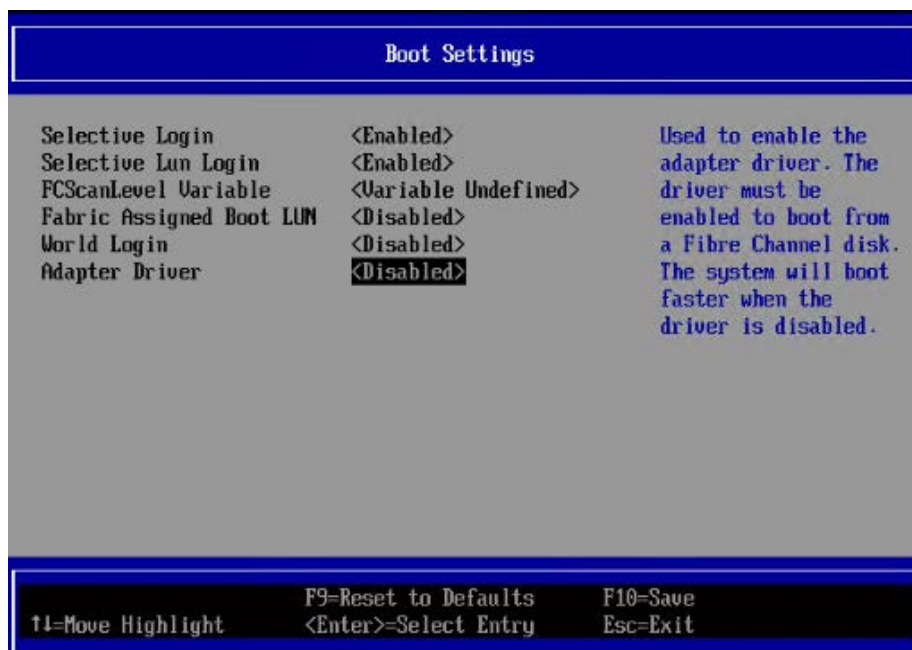 Boot Settings
Selective Login <Enabled>
Selective Lun Login <Enabled>
FCScanLevel Variable <Variable Undefined>
Fabric Assigned Boot LUN <Disabled>
World Login <Disabled>
Adapter Driver <Disabled>
Used to enable the
adapter driver. The
driver must be
enabled to boot from
a Fibre Channel disk.
The system will boot
faster when the
driver is disabled.
F9=Reset to Defaults F10=Save
↑↓=Move Highlight <Enter>=Select Entry Esc=Exit